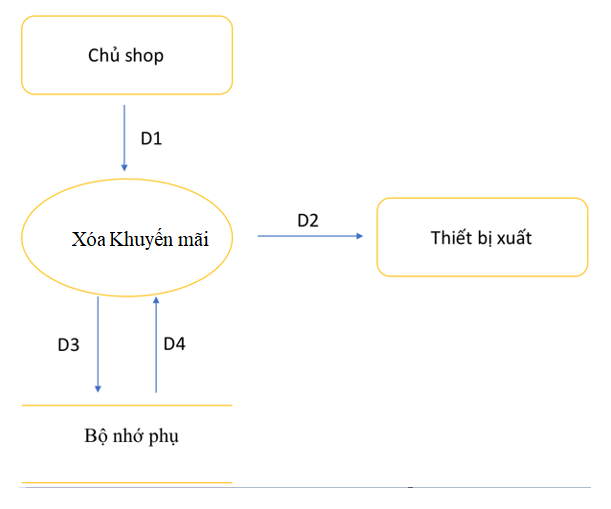 Chủ shop
D1
Xóa Khuyến mãi
D2
Thiết bị xuất
D3
D4
Bộ nhớ phụ